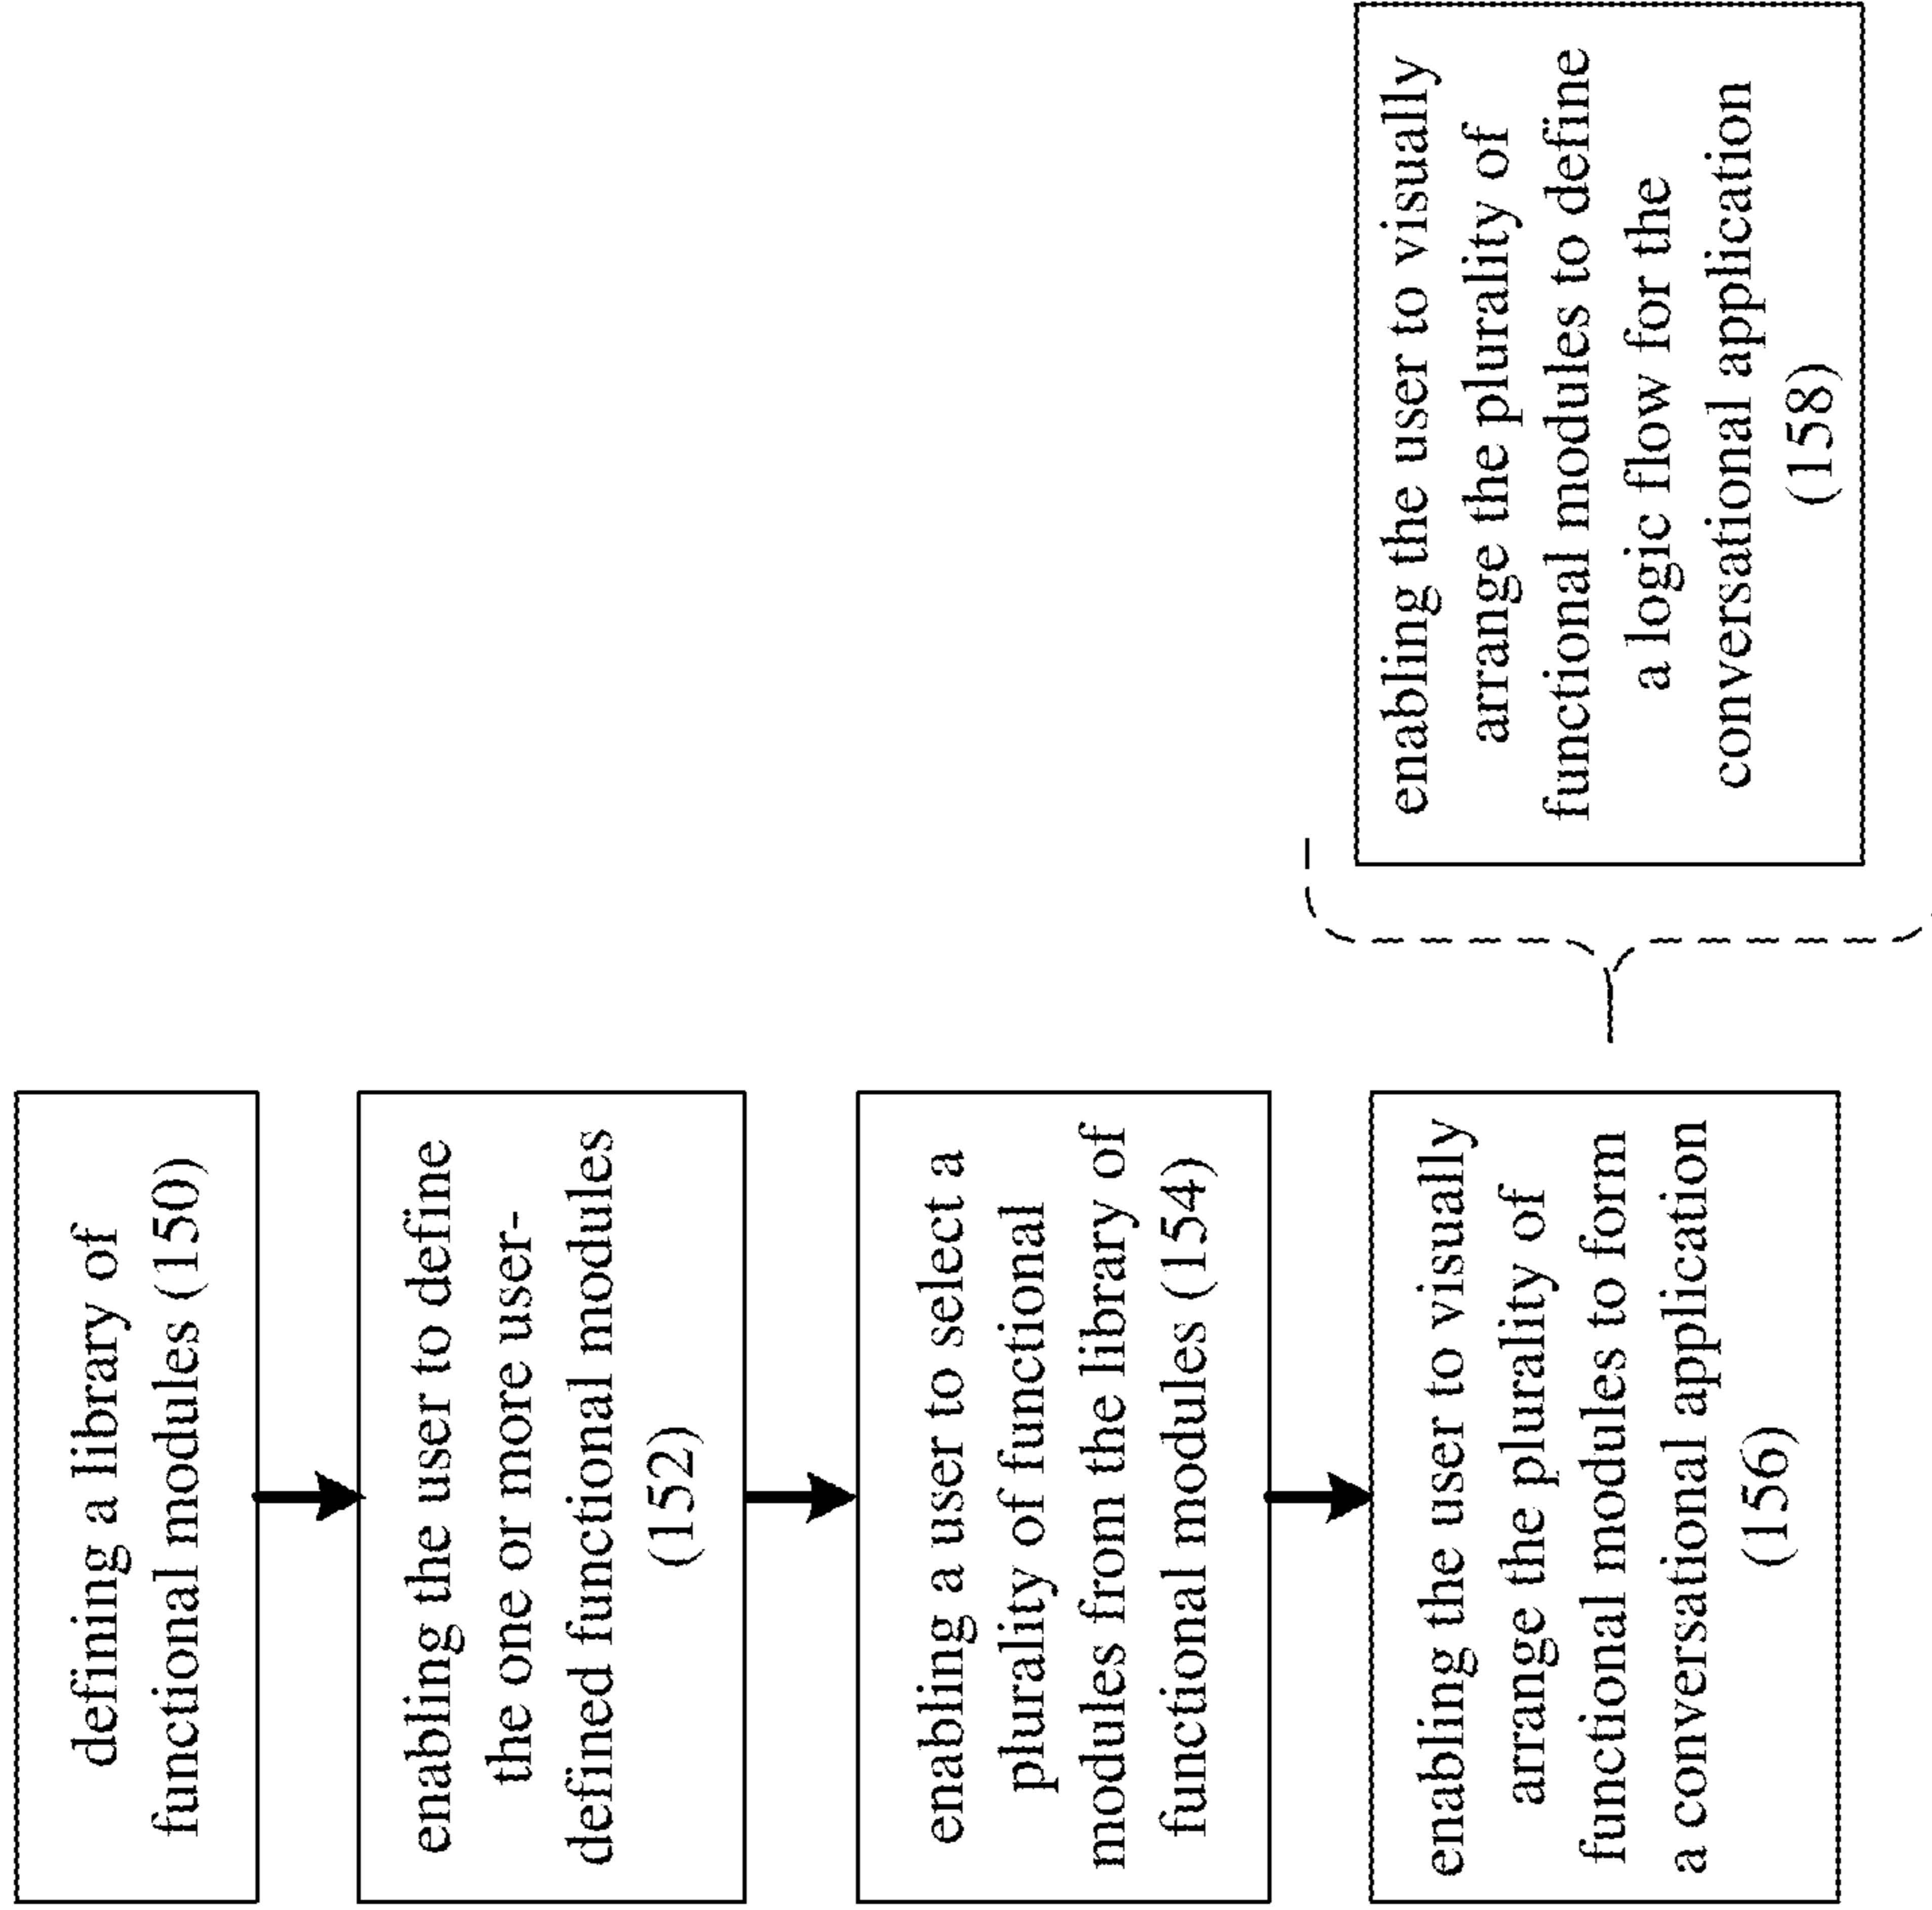 defining a library of
functional modules (150)
enabling the user to define
the one or more user-
defined functional modules
(152)
enabling a user to select a
plurality of functional
modules from the library of
functional modules (154)
enabling the user to visually
arrange the plurality of
functional modules to form
a conversational application
(156)
enabling the user to visually
arrange the plurality of
functional modules to define
a logic flow for the
conversational application
(158)